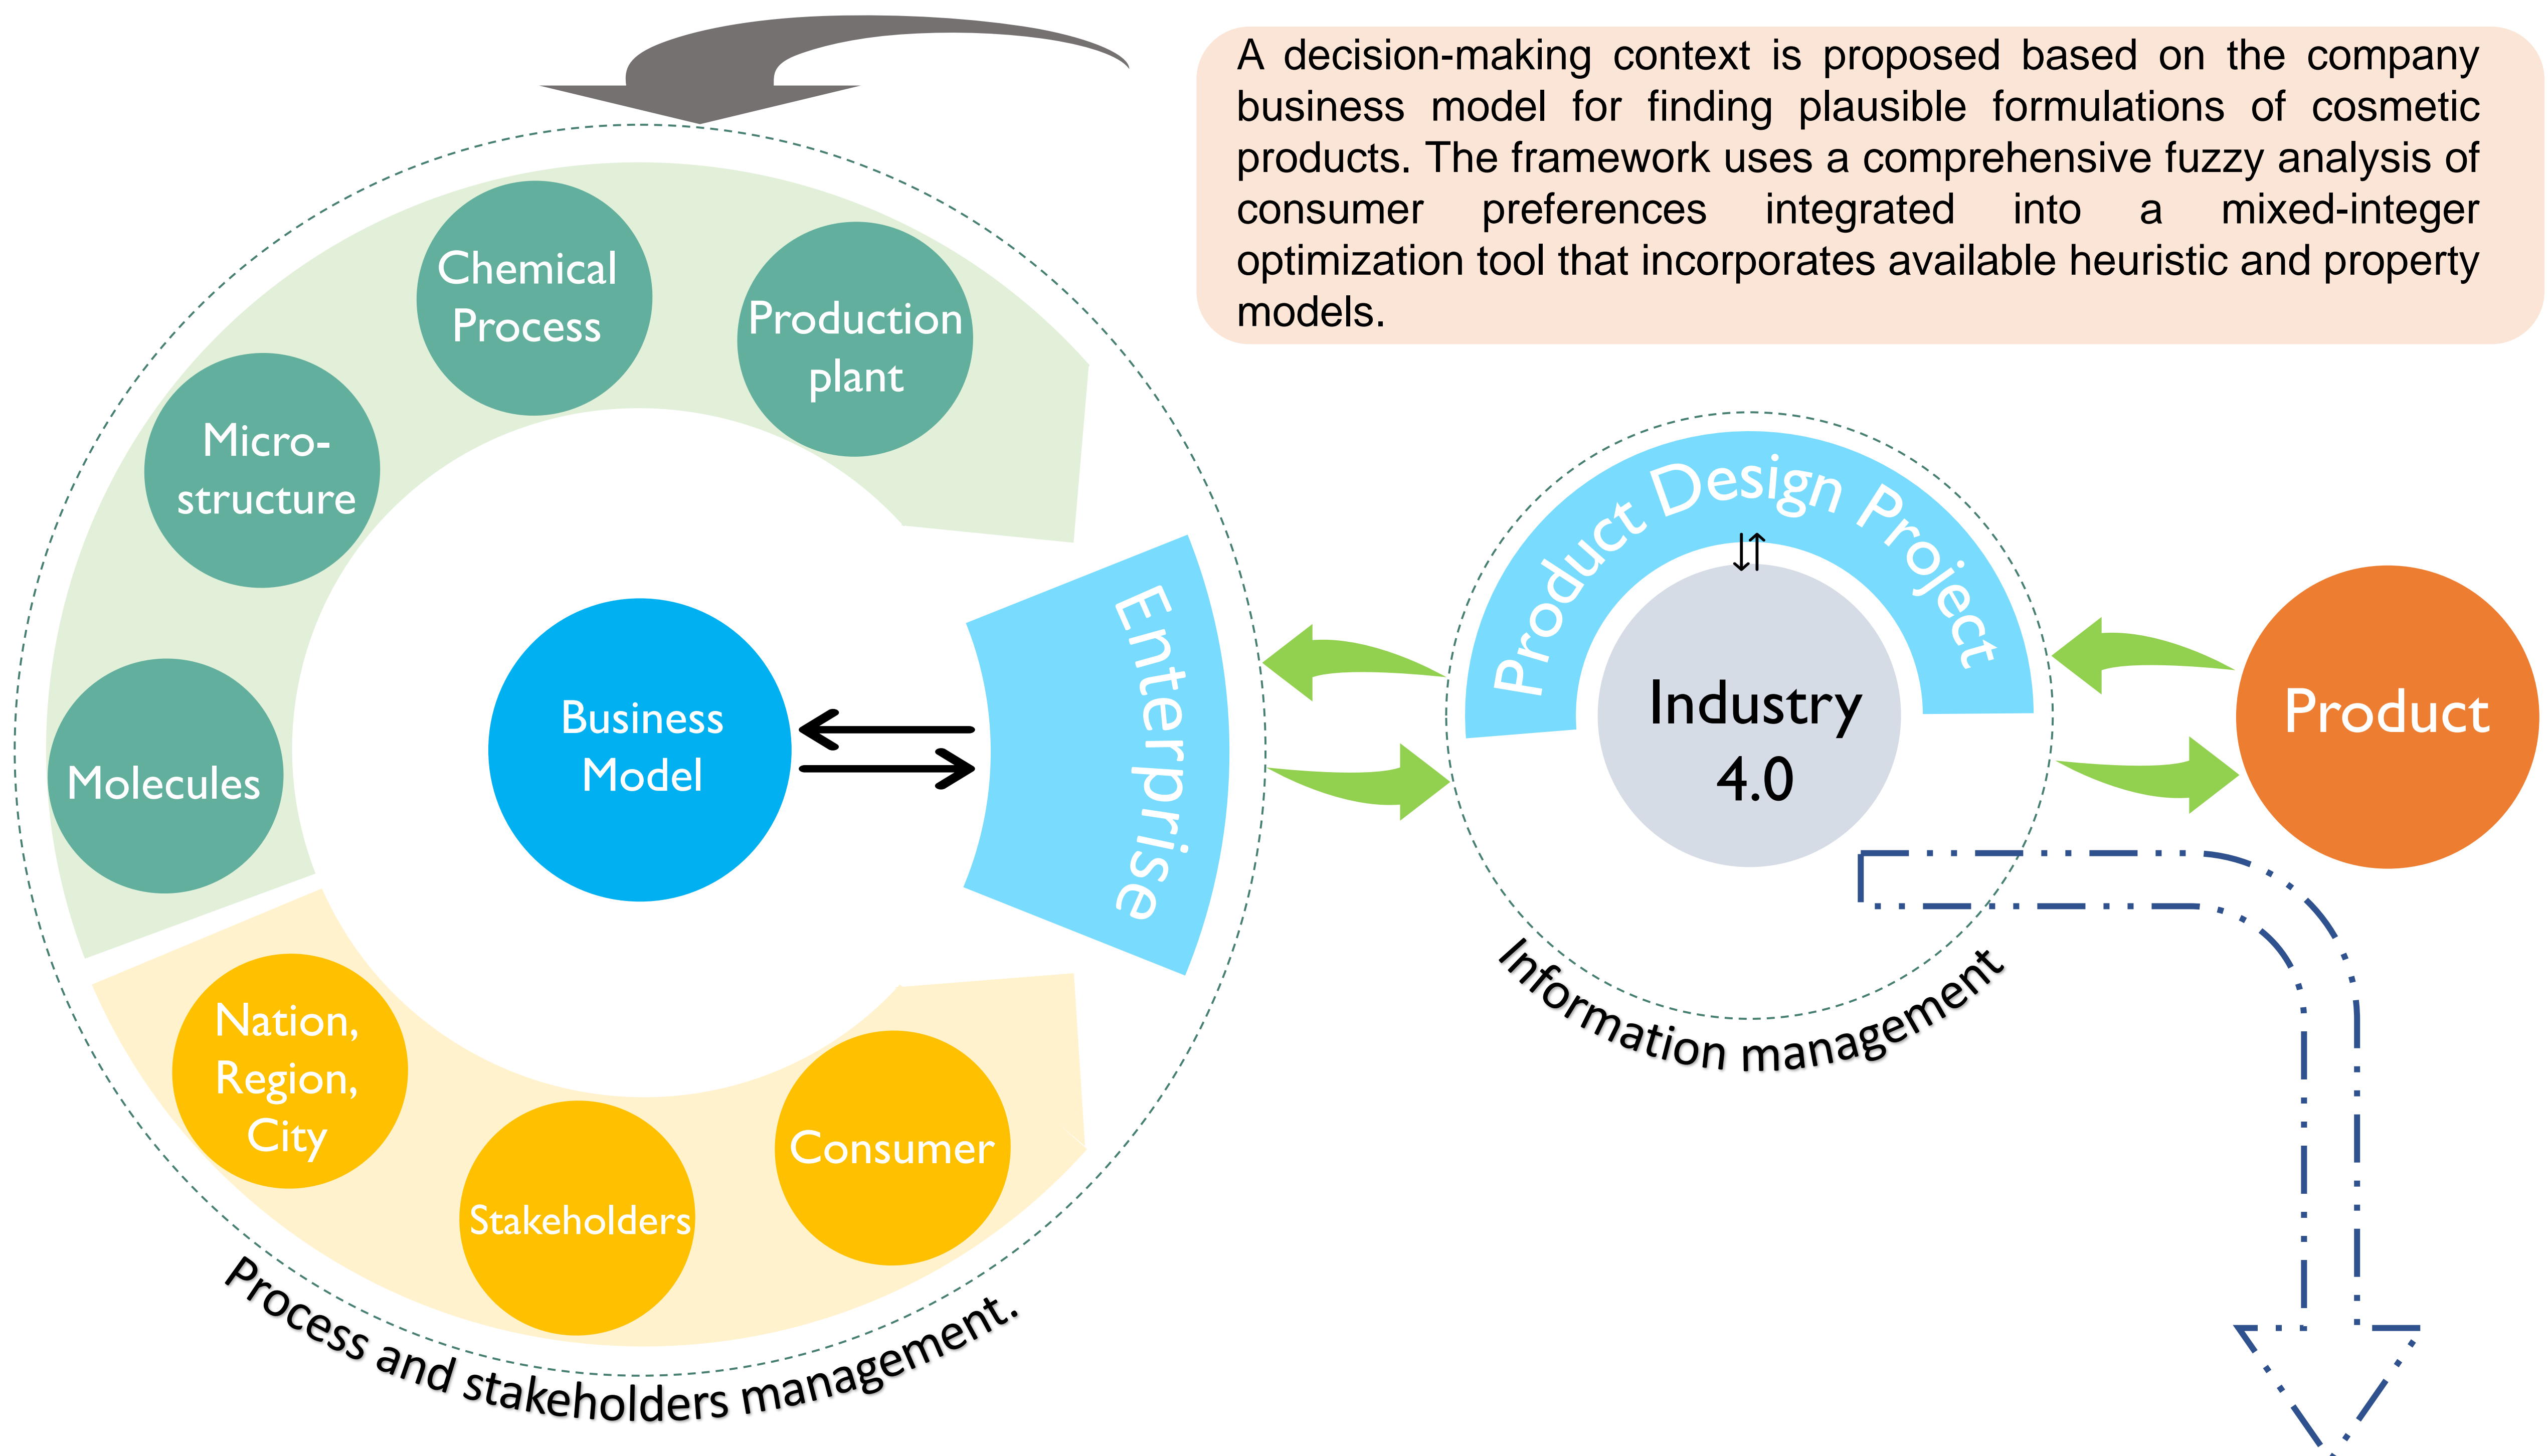 A decision-making context is proposed based on the company
business model for finding plausible formulations of cosmetic
products. The framework uses a comprehensive fuzzy analysis of
consumer preferences integrated into a mixed-integer
optimization tool that incorporates available heuristic and property
models.
Chemical
Process
Production
plant
Micro-
structure
Molecules
Business
Model
Enterprise
Nation,
Region,
City
Stakeholders
Consumer
Process and stakeholders management.
Product Design Project
Industry
4.0
Information management
Product